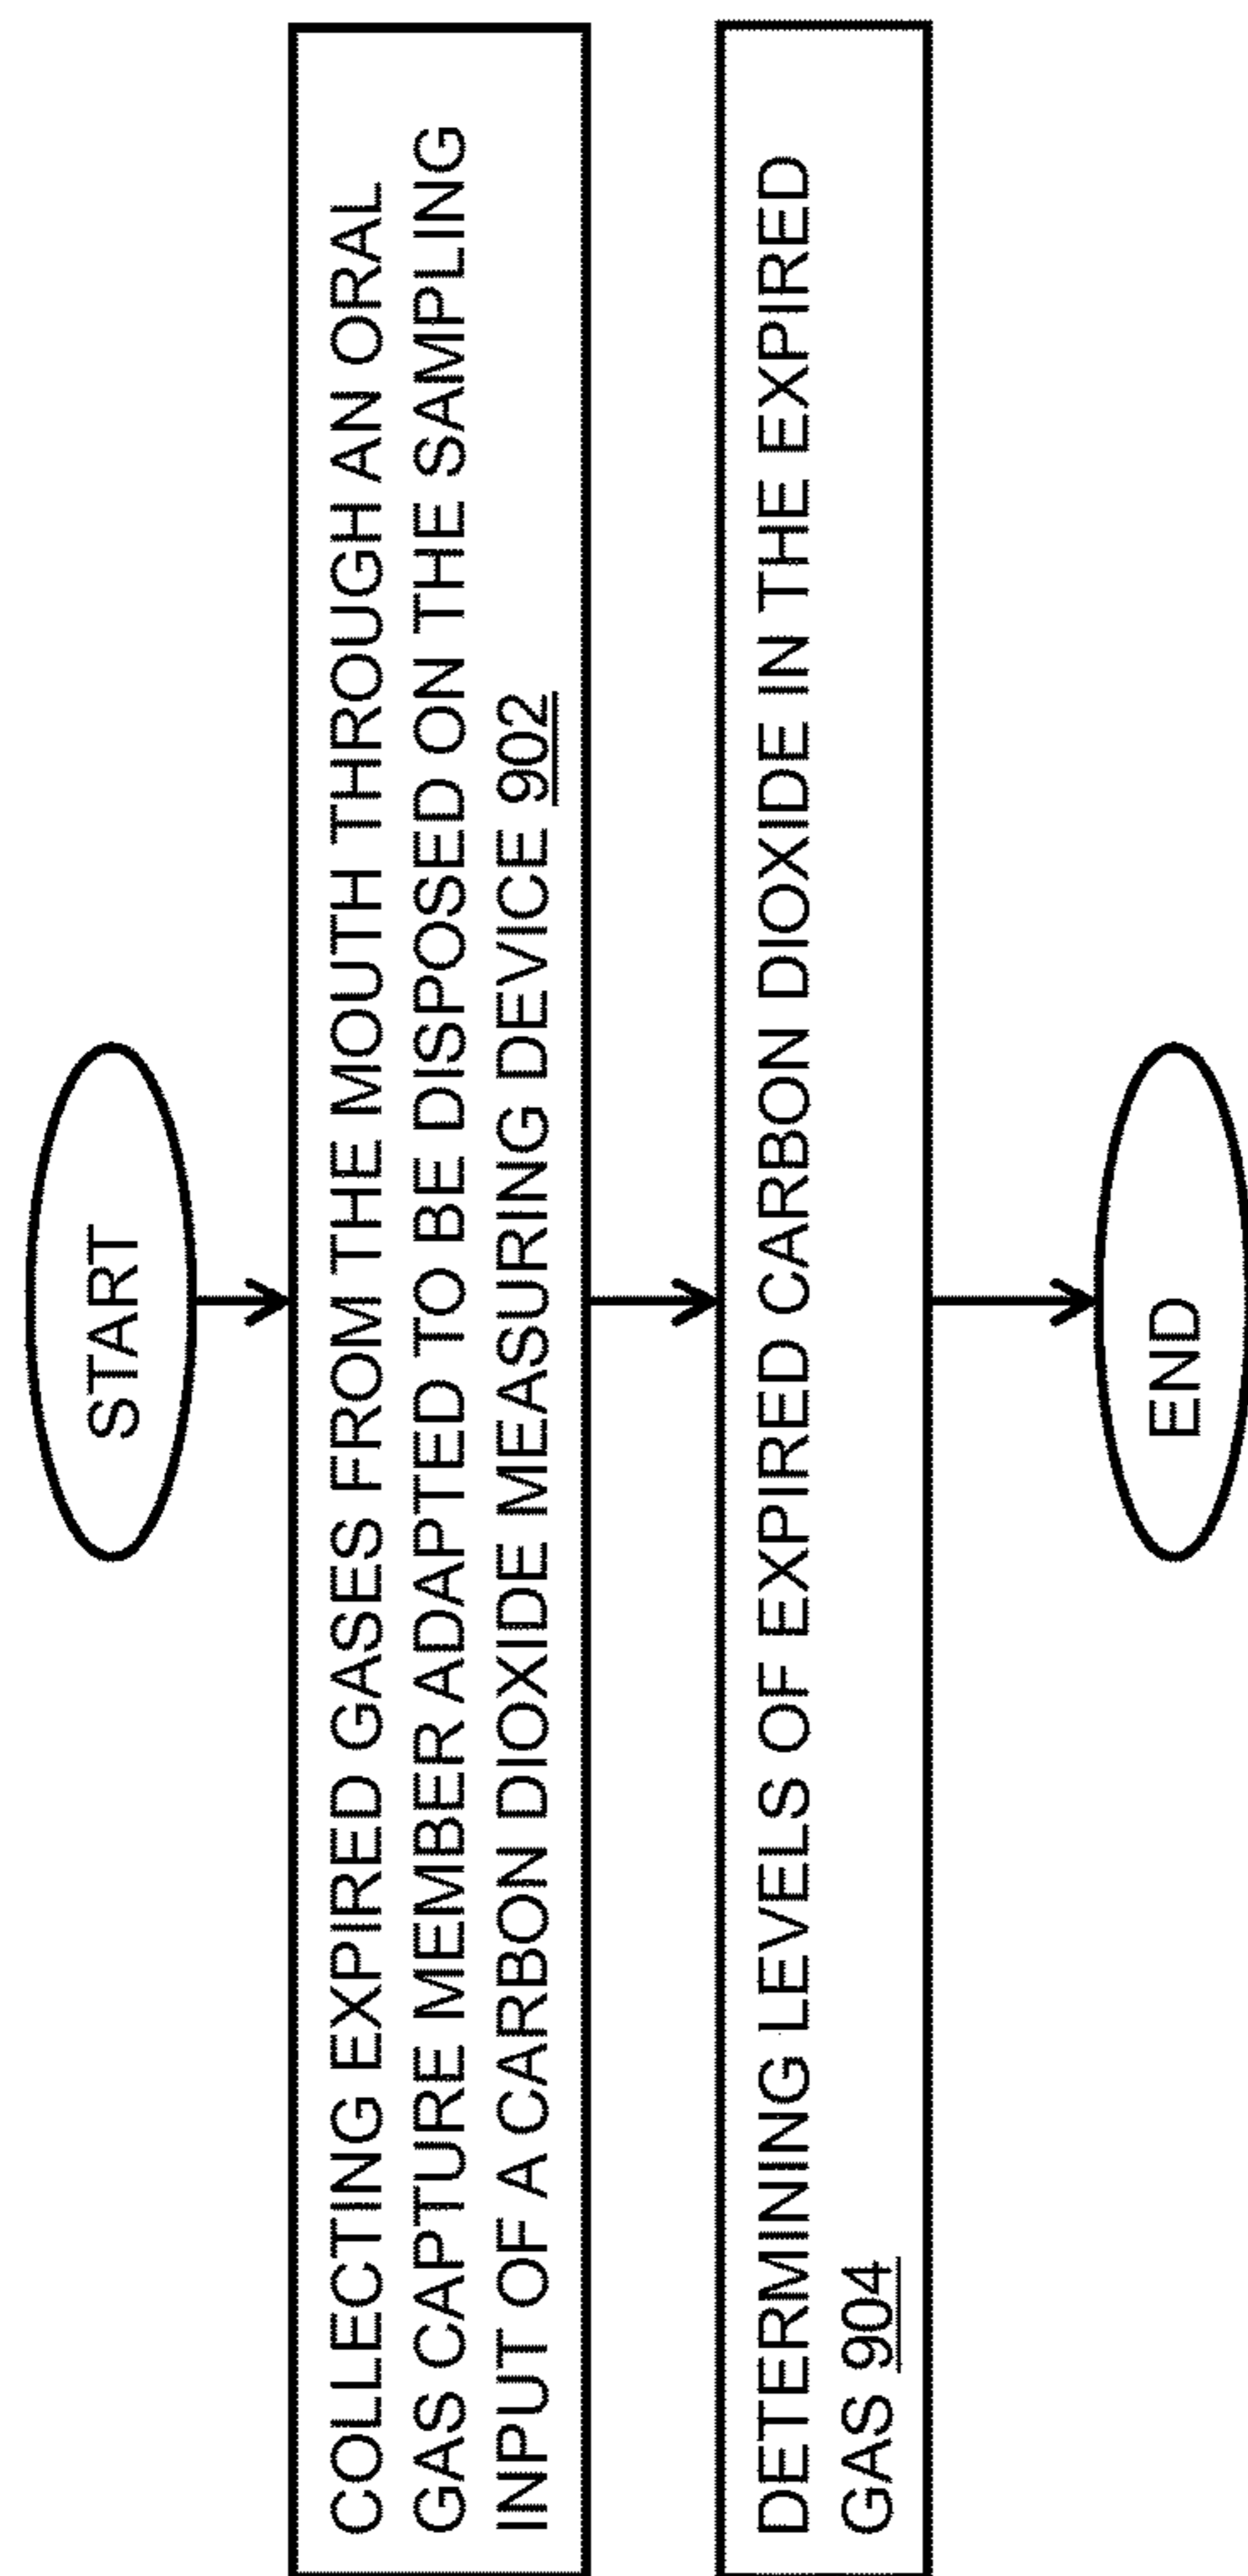 START
COLLECTING EXPIRED GASES FROM THE MOUTH THROUGH AN ORAL
GAS CAPTURE MEMBER ADAPTED TO BE DISPOSED ON THE SAMPLING
INPUT OF A CARBON DIOXIDE MEASURING DEVICE 902
DETERMINING LEVELS OF EXPIRED CARBON DIOXIDE IN THE EXPIRED
GAS 904
END